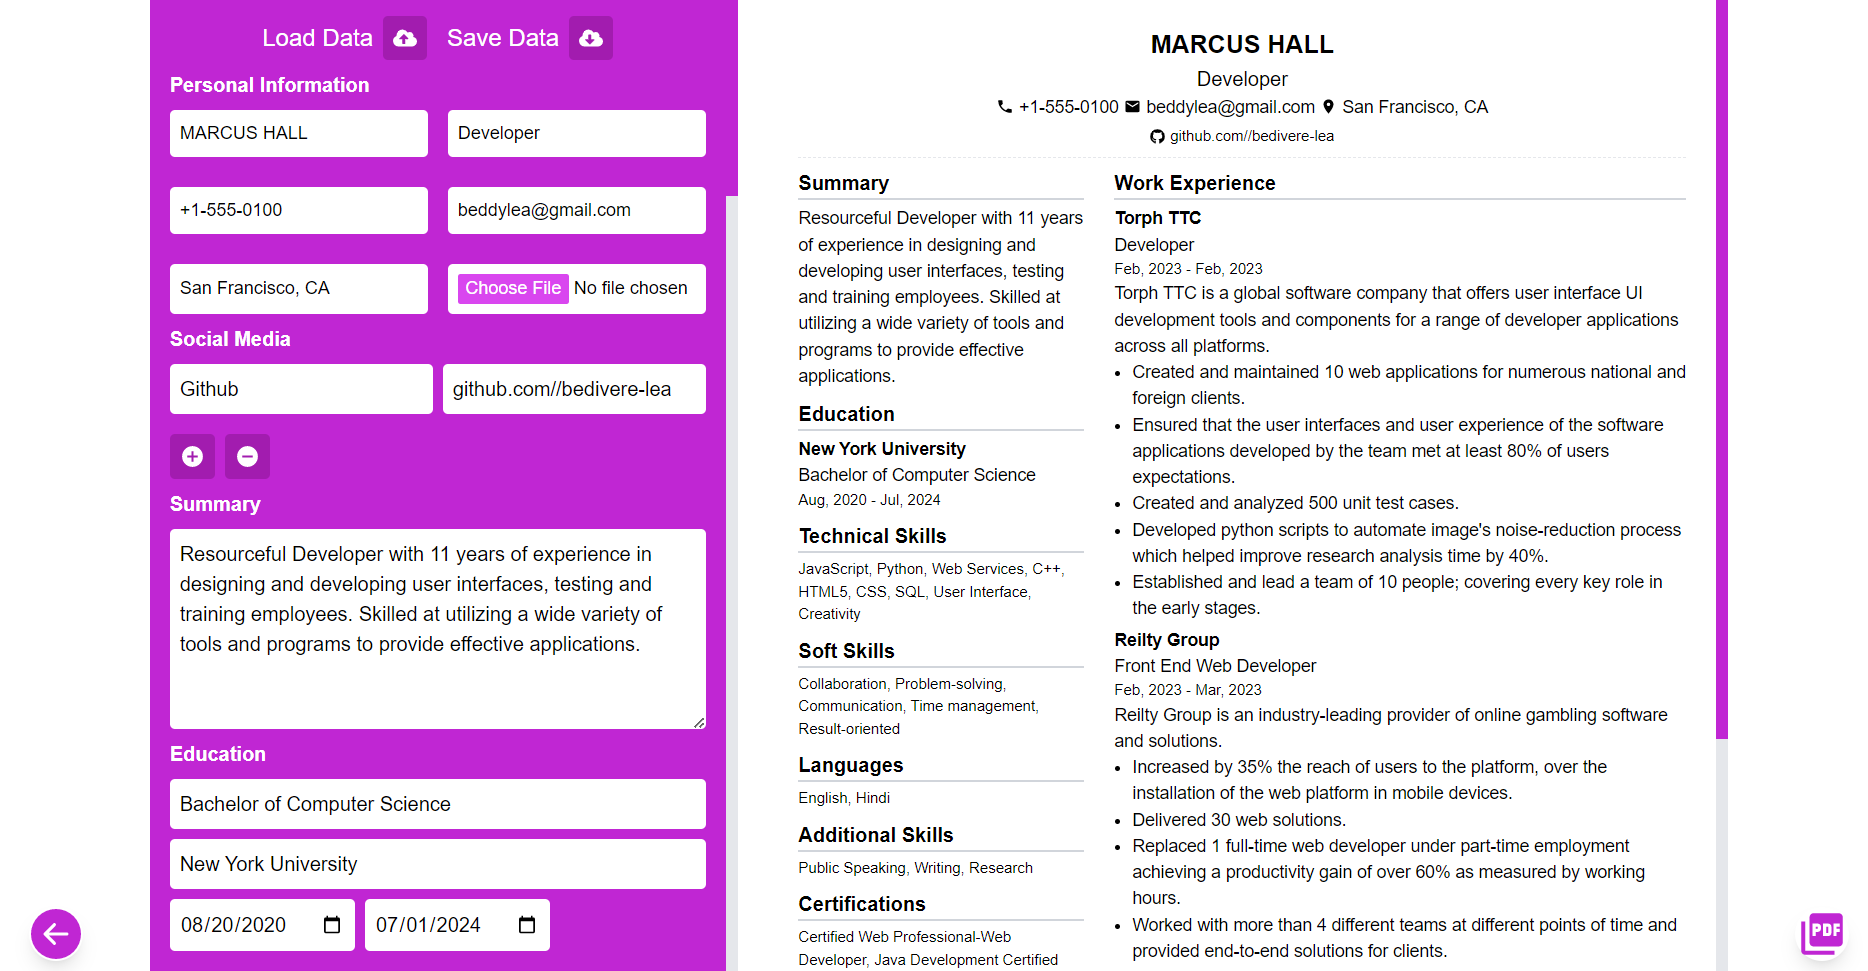 Load Data
Save Data
Personal Information
MARCUS HALL
Developer
+1-555-0100
beddylea@gmail.com
San Francisco, CA
Choose File No file chosen
Social Media
Github
github.com//bedivere-lea
Summary
Resourceful Developer with 11 years of experience in
designing and developing user interfaces, testing and
training employees. Skilled at utilizing a wide variety of
tools and programs to provide effective applications.
Education
Bachelor of Computer Science
New York University
08/20/2020
07/01/2024
MARCUS HALL
Developer
+1-555-0100 beddylea@gmail.com San Francisco, CA
github.com//bedivere-lea
Summary
Resourceful Developer with 11 years
of experience in designing and
developing user interfaces, testing
and training employees. Skilled at
utilizing a wide variety of tools and
programs to provide effective
applications.
Education
New York University
Bachelor of Computer Science
Aug, 2020 - Jul, 2024
Technical Skills
JavaScript, Python, Web Services, C++,
HTML5, CSS, SQL, User Interface,
Creativity
Soft Skills
Collaboration, Problem-solving,
Communication, Time management,
Result-oriented
Languages
English, Hindi
Additional Skills
Public Speaking, Writing, Research
Certifications
Certified Web Professional-Web
Developer, Java Development Certified
Work Experience
Torph TTC
Developer
Feb, 2023 - Feb, 2023
Torph TTC is a global software company that offers user interface UI
development tools and components for a range of developer applications
across all platforms.
• Created and maintained 10 web applications for numerous national and
foreign clients.
• Ensured that the user interfaces and user experience of the software
applications developed by the team met at least 80% of users
expectations.
• Created and analyzed 500 unit test cases.
• Developed python scripts to automate image's noise-reduction process
which helped improve research analysis time by 40%.
• Established and lead a team of 10 people; covering every key role in
the early stages.
Reilty Group
Front End Web Developer
Feb, 2023 - Mar, 2023
Reilty Group is an industry-leading provider of online gambling software
and solutions.
• Increased by 35% the reach of users to the platform, over the
installation of the web platform in mobile devices.
• Delivered 30 web solutions.
• Replaced 1 full-time web developer under part-time employment
achieving a productivity gain of over 60% as measured by working
hours.
• Worked with more than 4 different teams at different points of time and
provided end-to-end solutions for clients.
PDF